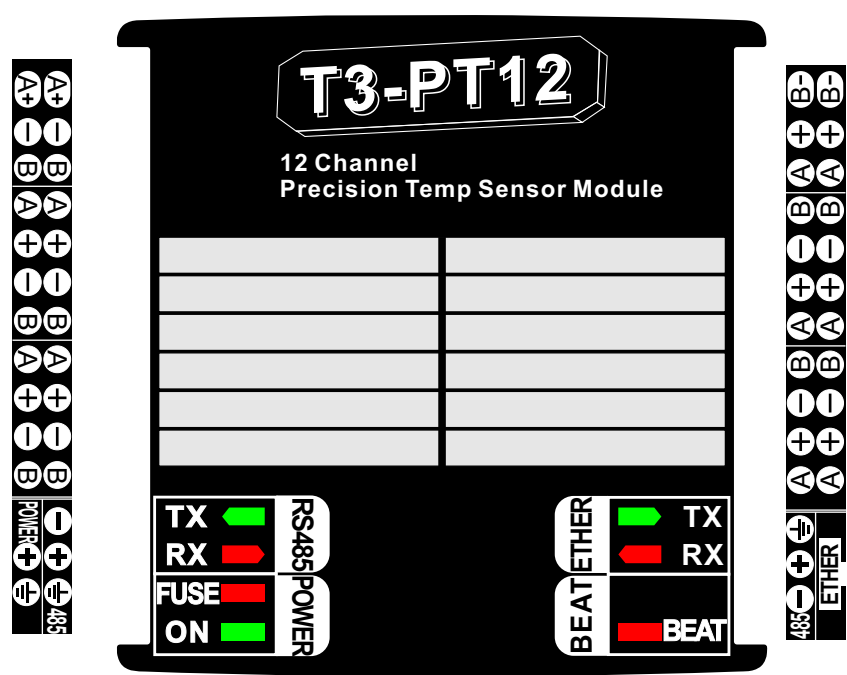 T3-PT12
12 Channel
Precision Temp Sensor Module
A+ A+
− −
B B
A A
+ +
− −
B B
A A
+ +
− −
B B
POWER −
+ +
485
B- B-
+ +
A A
B B
− −
+ +
A A
B B
− −
+ +
A A
+
−
485
ETHER
TX
RX
RS485
FUSE
ON
POWER
ETHER
TX
RX
BEAT
BEAT